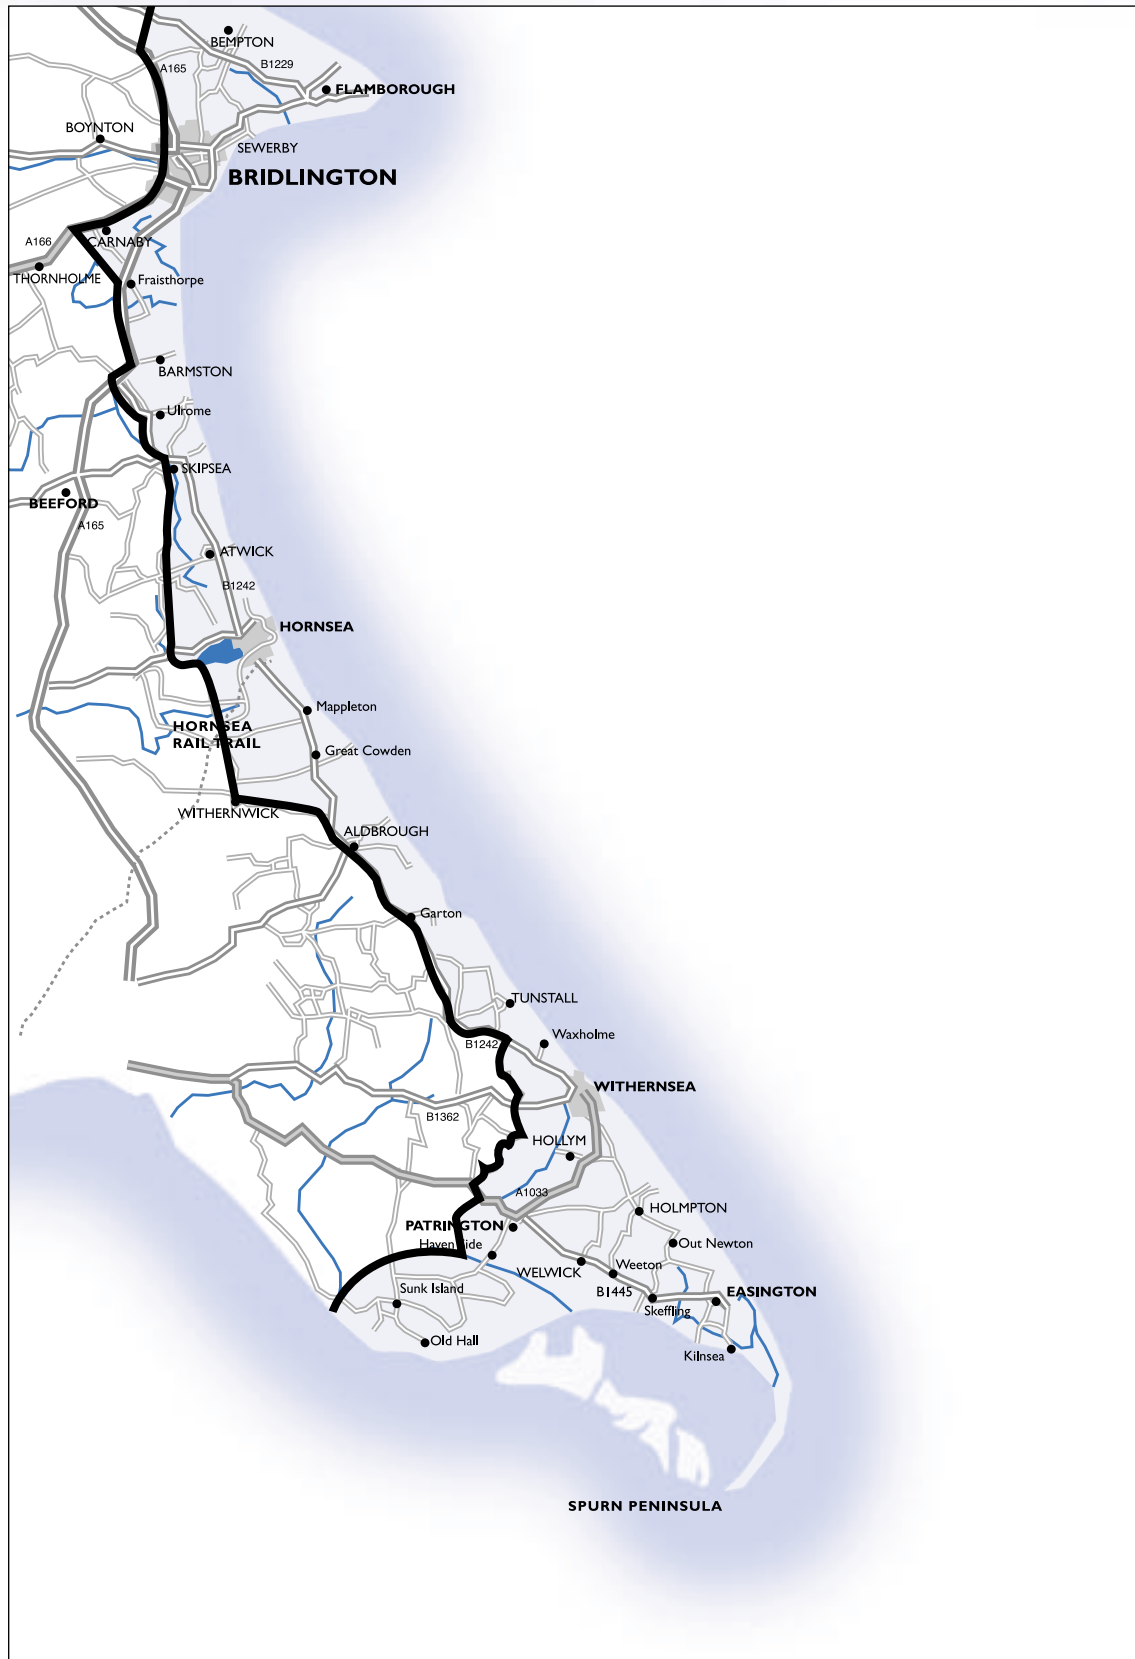 BEMPTON
B1229
A165
FLAMBOROUGH
BOYNTON
SEWERBY
BRIDLINGTON
A166
CARNABY
THORNHOLME
Fraisthorpe
BARMSTON
Ulrome
SKIPSEA
BEEFORD
A165
ATWICK
B1242
HORNSEA
Mappleton
HORNSEA
RAIL TRAIL
Great Cowden
WITHERNWICK
ALDBROUGH
Garton
TUNSTALL
Waxholme
B1242
WITHERNSEA
B1362
HOLLYM
A1033
HOLMPTON
PATRINGTON
Haven Side
Out Newton
WELWICK
Weeton
Sunk Island
B1445
EASINGTON
Skeffling
Old Hall
Kilnsea
SPURN PENINSULA